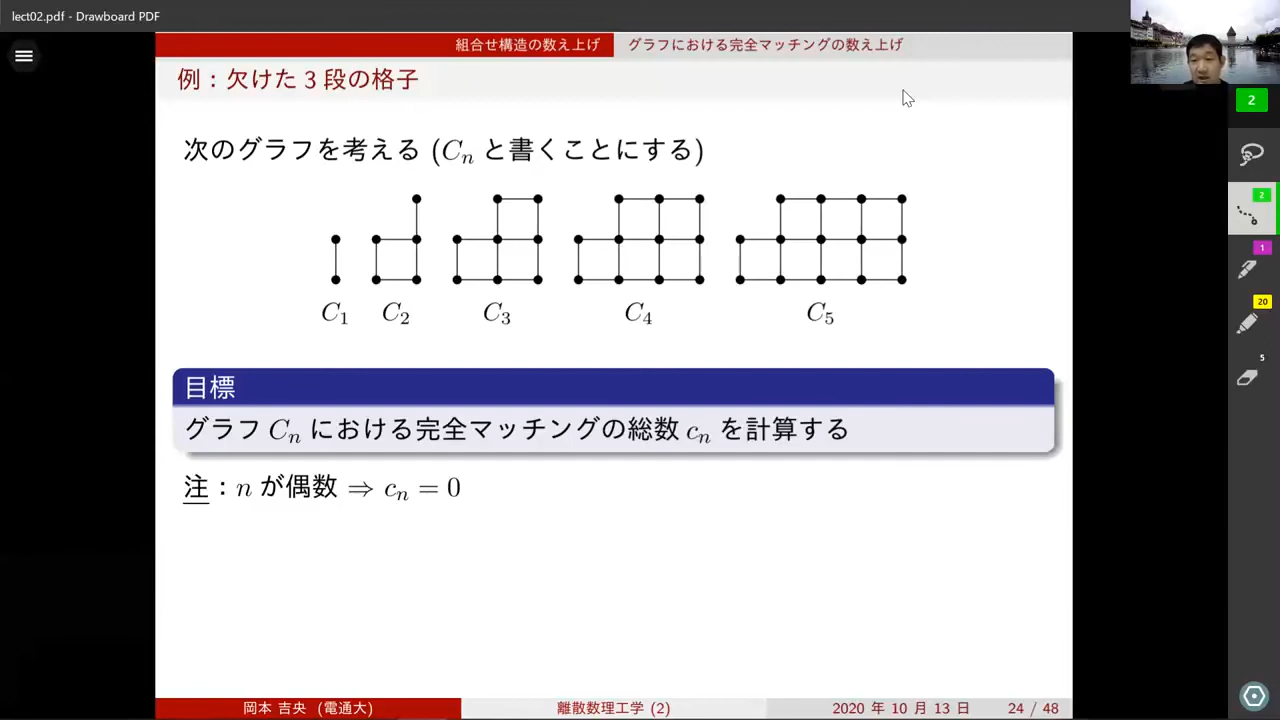 lect02.pdf - Drawboard PDF
組合せ構造の数え上げ グラフにおける完全マッチングの数え上げ
例：欠けた 3 段の格子
次のグラフを考える (Cn と書くことにする)
C1 C2 C3 C4 C5
目標
グラフ Cn における完全マッチングの総数 cn を計算する
注：n が偶数 ⇒ cn = 0
岡本 吉央 (電通大) 離散数理工学 (2) 2020 年 10 月 13 日 24 / 48
2
2
1
20
5